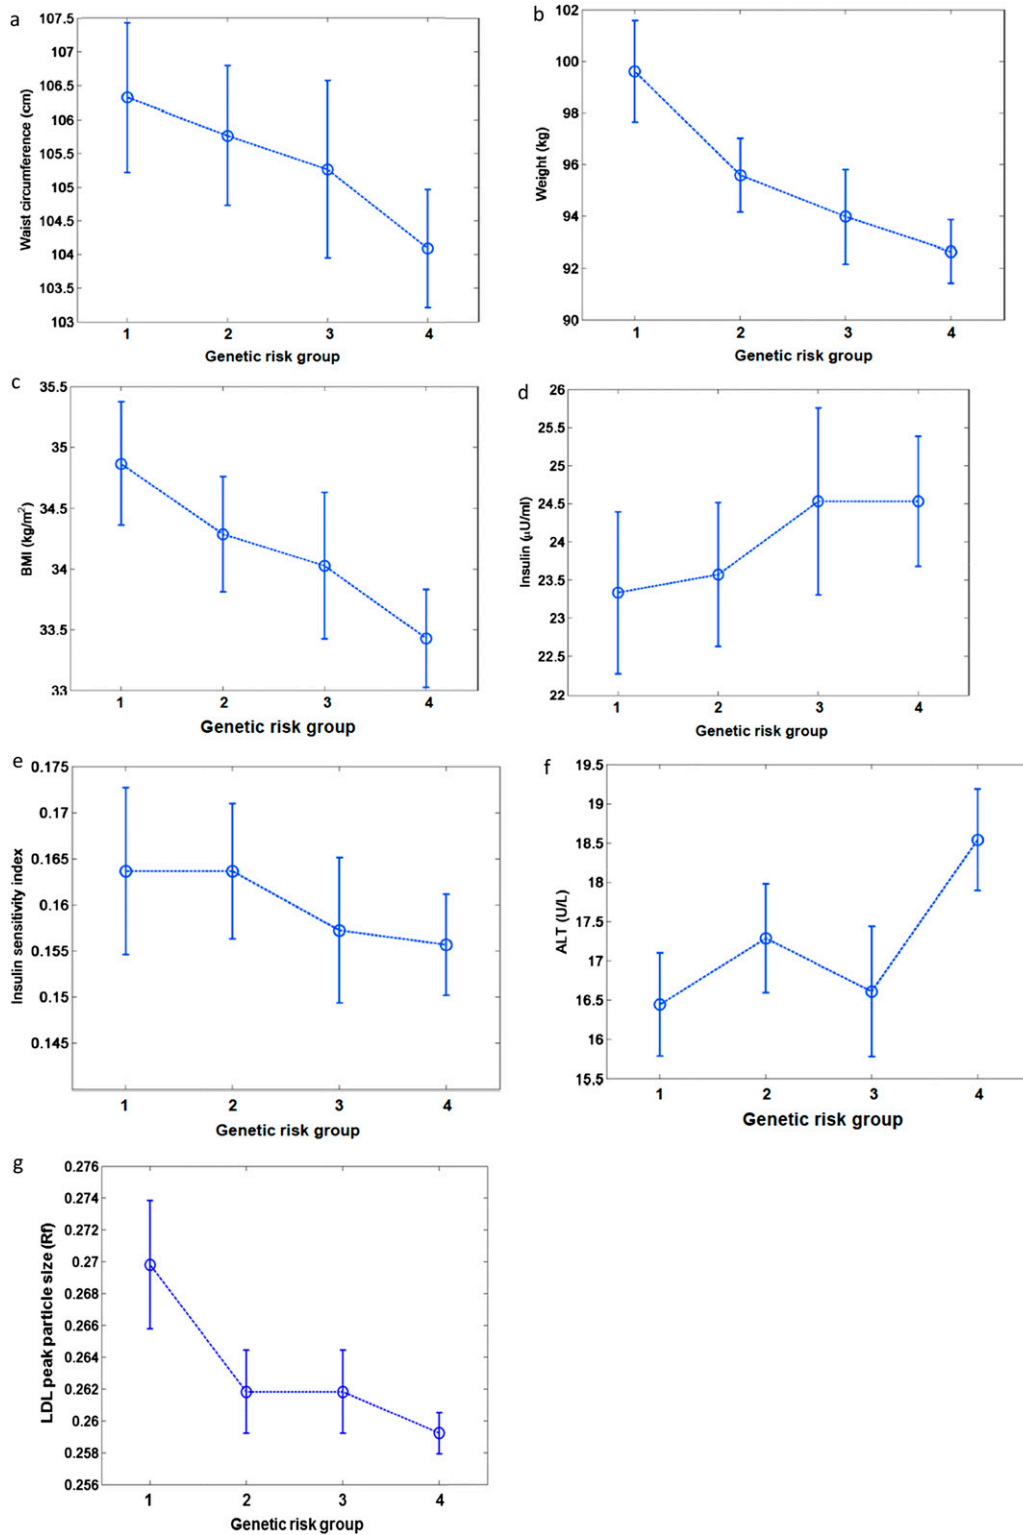 a
107.5
107
106.5
106
105.5
105
104.5
104
103.5
103
Waist circumference (cm)
1 2 3 4
Genetic risk group
b
102
100
98
96
94
92
90
Weight (kg)
1 2 3 4
Genetic risk group
c
35.5
35
34.5
34
33.5
33
BMI (kg/m²)
1 2 3 4
Genetic risk group
d
26
25.5
25
24.5
24
23.5
23
22.5
22
Insulin (μU/ml)
1 2 3 4
Genetic risk group
e
0.175
0.17
0.165
0.16
0.155
0.15
0.145
Insulin sensitivity index
1 2 3 4
Genetic risk group
f
19.5
19
18.5
18
17.5
17
16.5
16
15.5
ALT (U/L)
1 2 3 4
Genetic risk group
g
0.276
0.274
0.272
0.27
0.268
0.266
0.264
0.262
0.26
0.258
0.256
LDL peak particle size (Rf)
1 2 3 4
Genetic risk group